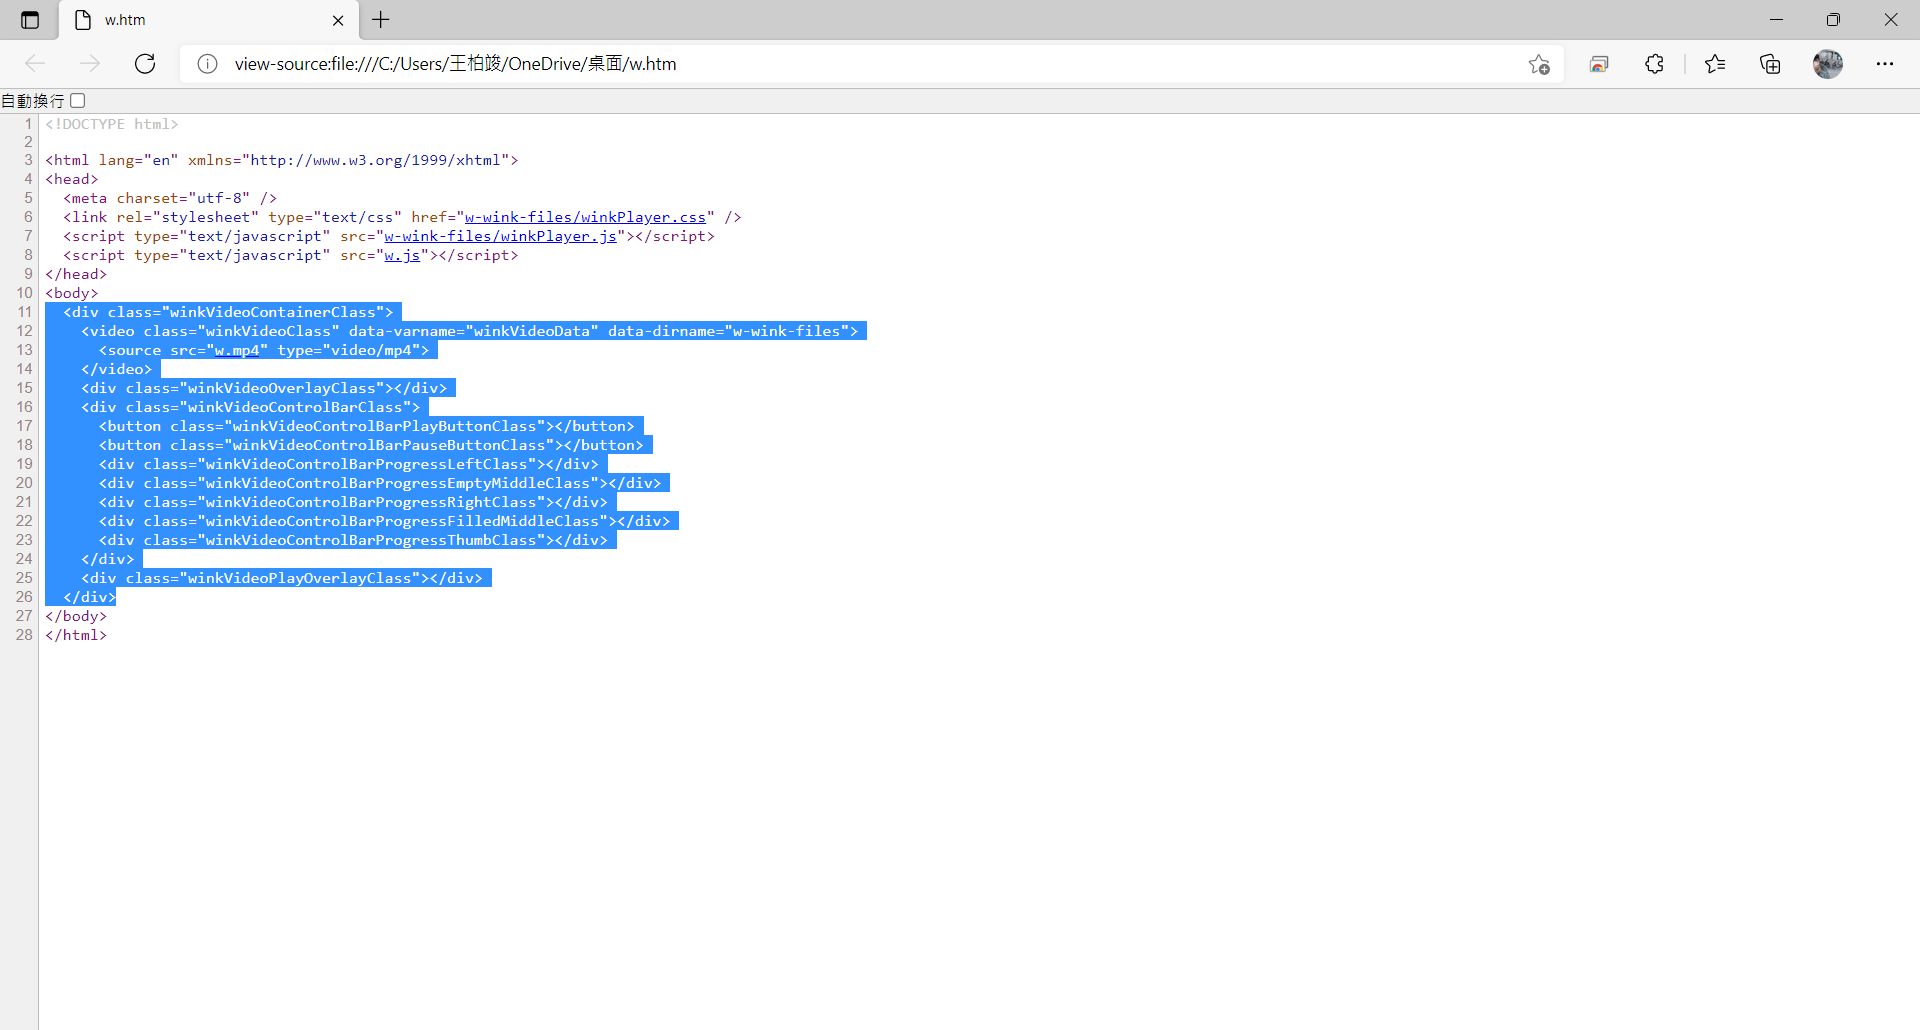 w.htm
view-source:file:///C:/Users/王柏竣/OneDrive/桌面/w.htm
自動換行
1 <!DOCTYPE html>
2
3 <html lang="en" xmlns="http://www.w3.org/1999/xhtml">
4 <head>
5   <meta charset="utf-8" />
6   <link rel="stylesheet" type="text/css" href="w-wink-files/winkPlayer.css" />
7   <script type="text/javascript" src="w-wink-files/winkPlayer.js"></script>
8   <script type="text/javascript" src="w.js"></script>
9 </head>
10 <body>
11   <div class="winkVideoContainerClass">
12     <video class="winkVideoClass" data-varname="winkVideoData" data-dirname="w-wink-files">
13       <source src="w.mp4" type="video/mp4">
14     </video>
15     <div class="winkVideoOverlayClass"></div>
16     <div class="winkVideoControlBarClass">
17       <button class="winkVideoControlBarPlayButtonClass"></button>
18       <button class="winkVideoControlBarPauseButtonClass"></button>
19       <div class="winkVideoControlBarProgressLeftClass"></div>
20       <div class="winkVideoControlBarProgressEmptyMiddleClass"></div>
21       <div class="winkVideoControlBarProgressRightClass"></div>
22       <div class="winkVideoControlBarProgressFilledMiddleClass"></div>
23       <div class="winkVideoControlBarProgressThumbClass"></div>
24     </div>
25     <div class="winkVideoPlayOverlayClass"></div>
26   </div>
27 </body>
28 </html>